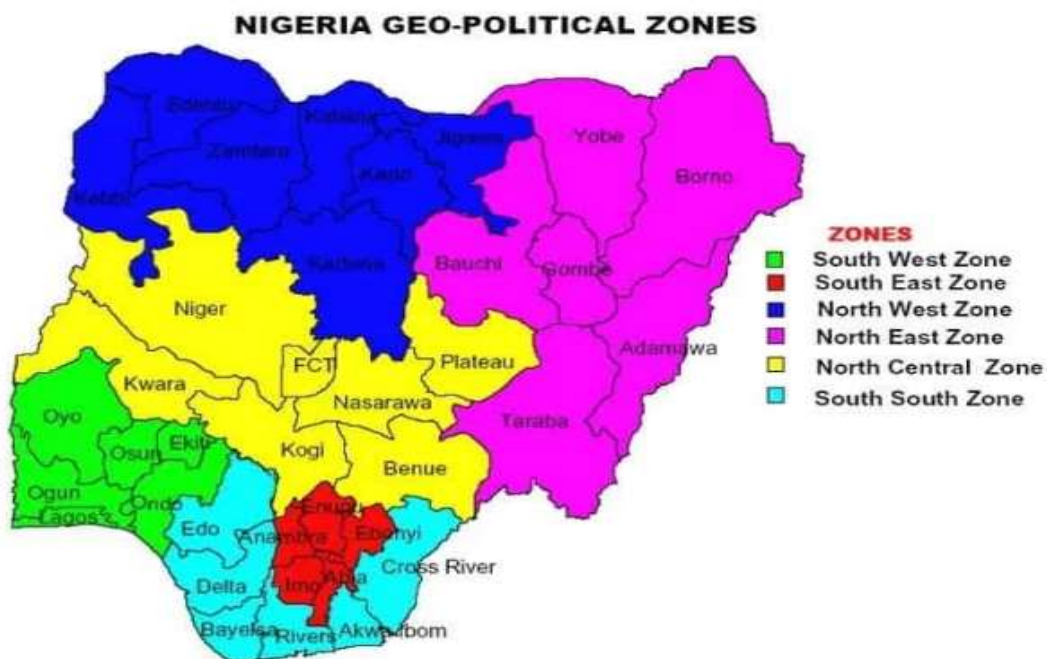 NIGERIA GEO-POLITICAL ZONES
Sokoto
Katsina
Jigawa
Yobe
Zamfara
Kano
Borno
Kebbi
Kaduna
Bauchi
Gombe
Niger
Adamawa
FCT
Plateau
Kwara
Nasarawa
Taraba
Oyo
Osun
Ekiti
Kogi
Benue
Ogun
Lagos
Ondo
Edo
Enugu
Anambra
Ebonyi
Cross River
Delta
Imo
Abia
Bayelsa
Rivers
Akwa Ibom
ZONES
South West Zone
South East Zone
North West Zone
North East Zone
North Central Zone
South South Zone